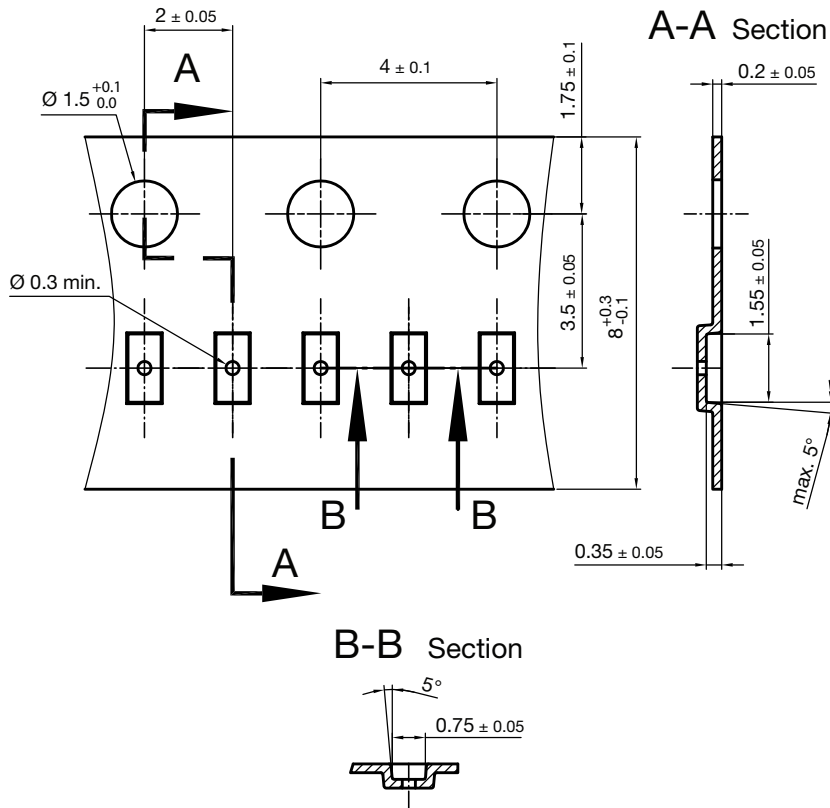 2 ± 0.05
A-A Section
A
4 ± 0.1
1.75 ± 0.1
0.2 ± 0.05
Ø 1.5 +0.1 0.0
Ø 0.3 min.
3.5 ± 0.05
8 +0.3 -0.1
1.55 ± 0.05
max. 5°
B
B
0.35 ± 0.05
A
B-B Section
5°
0.75 ± 0.05